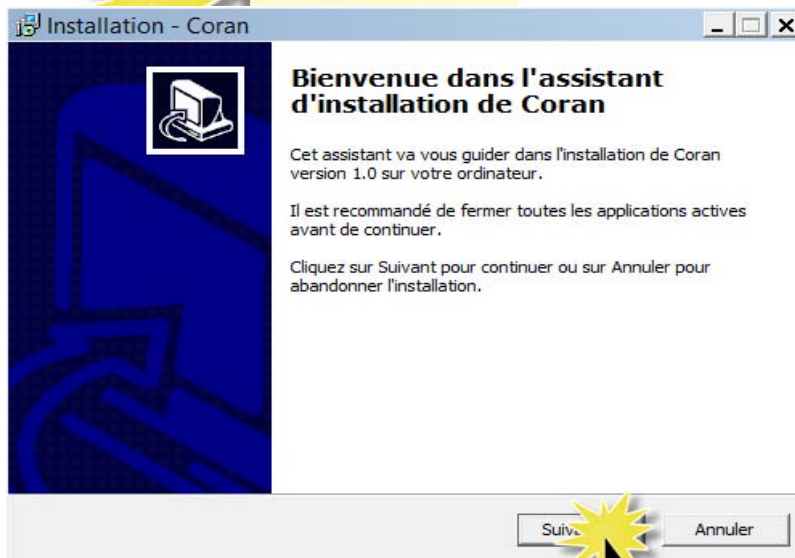 Installation - Coran
Bienvenue dans l'assistant
d'installation de Coran
Cet assistant va vous guider dans l'installation de Coran
version 1.0 sur votre ordinateur.
Il est recommandé de fermer toutes les applications actives
avant de continuer.
Cliquez sur Suivant pour continuer ou sur Annuler pour
abandonner l'installation.
Annuler